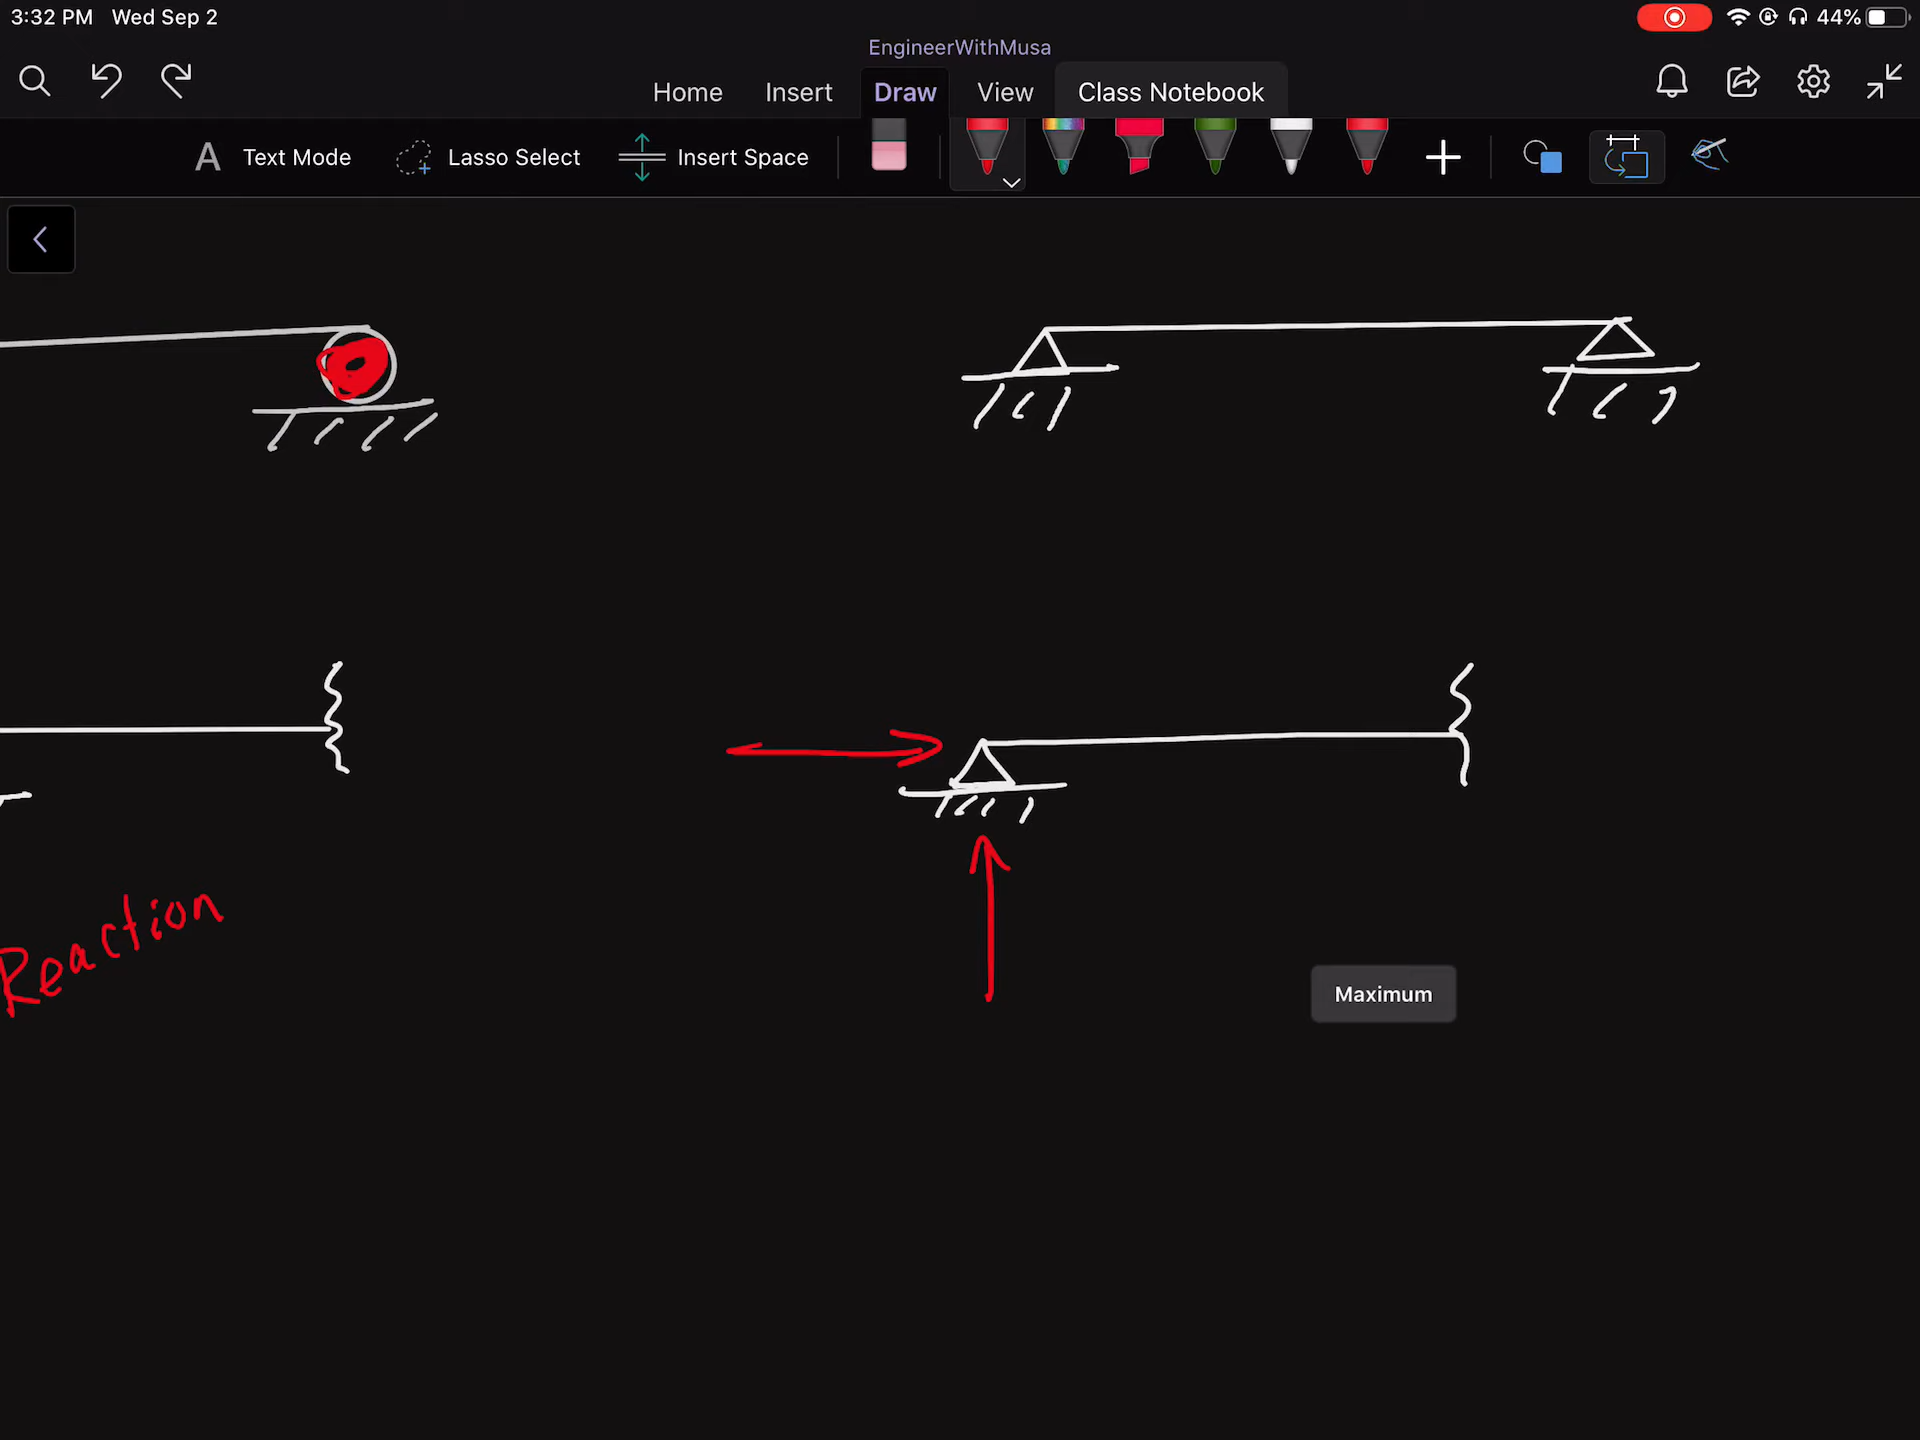 3:32 PM Wed Sep 2
44%
EngineerWithMusa
Home Insert Draw View Class Notebook
A Text Mode Lasso Select Insert Space
Reaction
Maximum